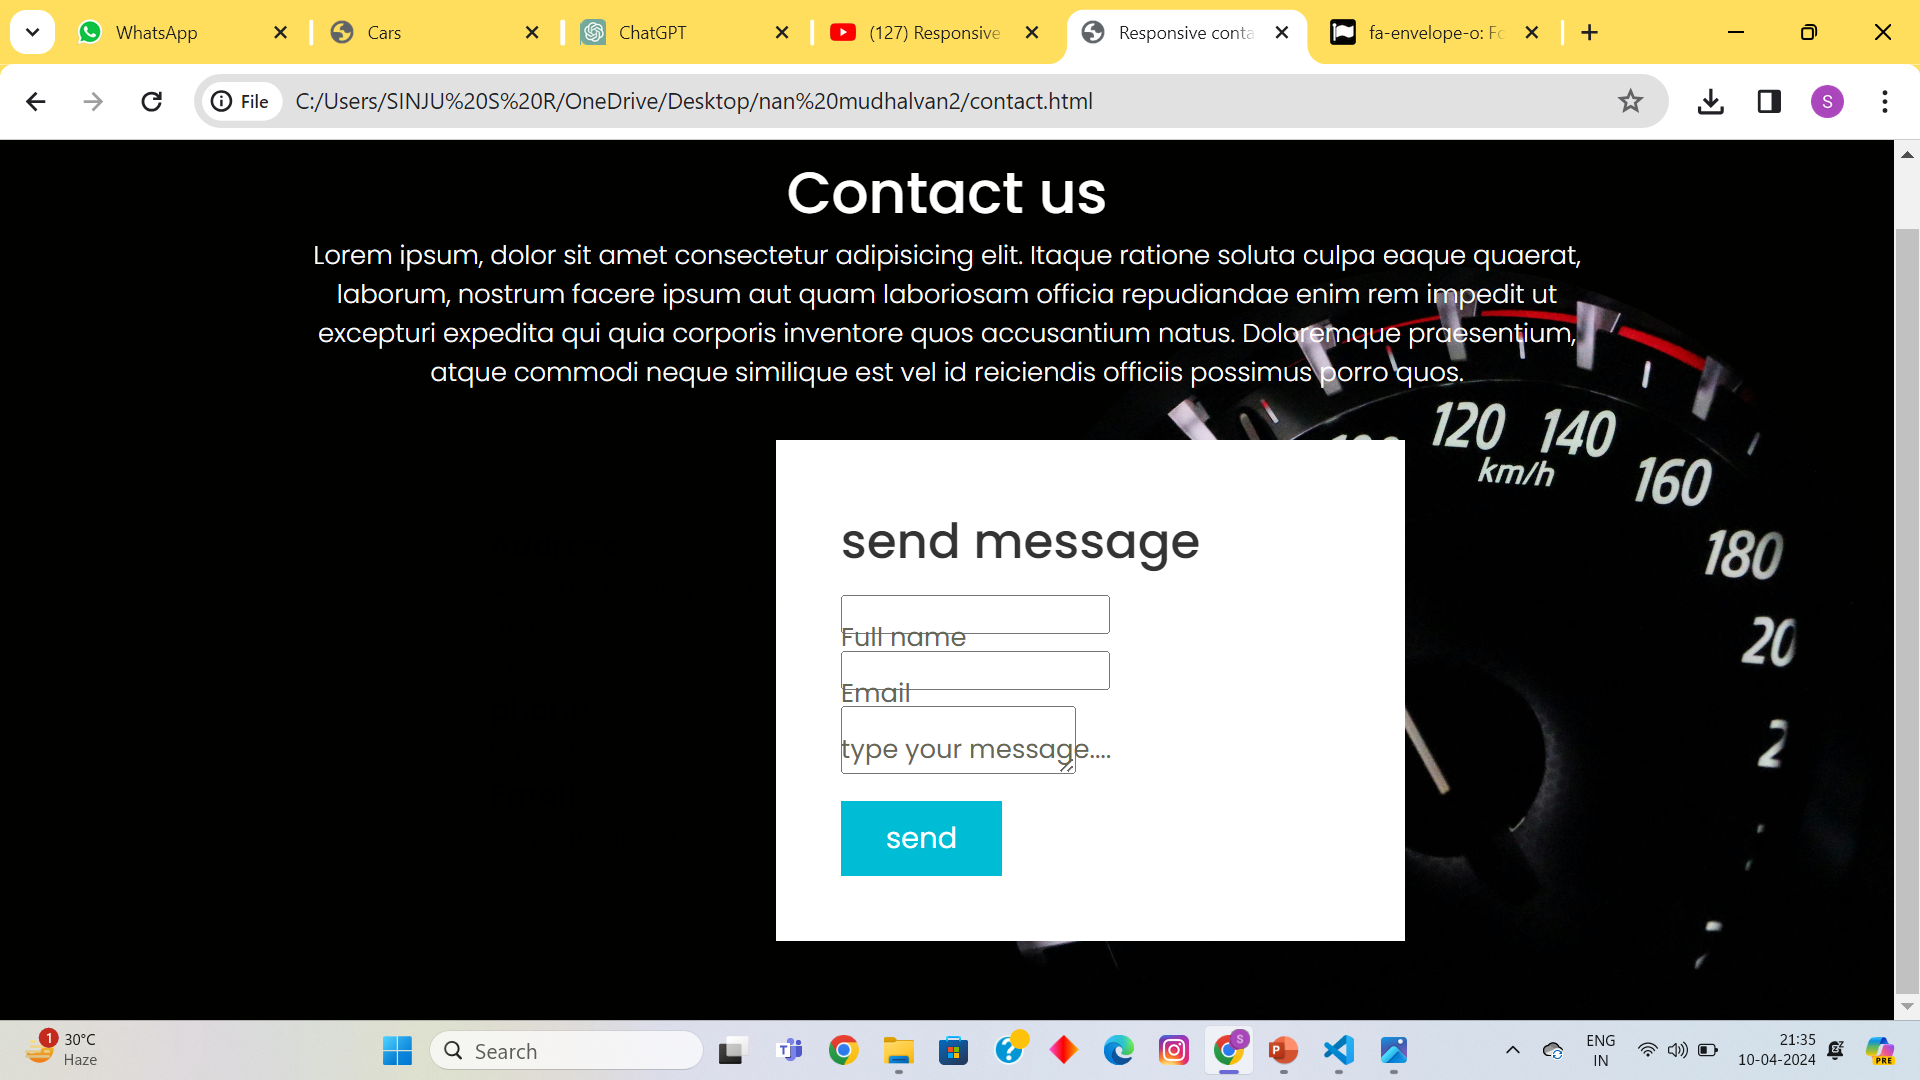 WhatsApp
Cars
ChatGPT
(127) Responsive
Responsive conta
fa-envelope-o: Fo
File
C:/Users/SINJU%20S%20R/OneDrive/Desktop/nan%20mudhalvan2/contact.html
S
Contact us
Lorem ipsum, dolor sit amet consectetur adipisicing elit. Itaque ratione soluta culpa eaque quaerat,
laborum, nostrum facere ipsum aut quam laboriosam officia repudiandae enim rem impedit ut
excepturi expedita qui quia corporis inventore quos accusantium natus. Doloremque praesentium,
atque commodi neque similique est vel id reiciendis officiis possimus porro quos.
120 140
km/h
160
180
20
2
send message
Full name
Email
type your message....
send
1
30°C
Haze
Search
S
ENG
IN
21:35
10-04-2024
PRE